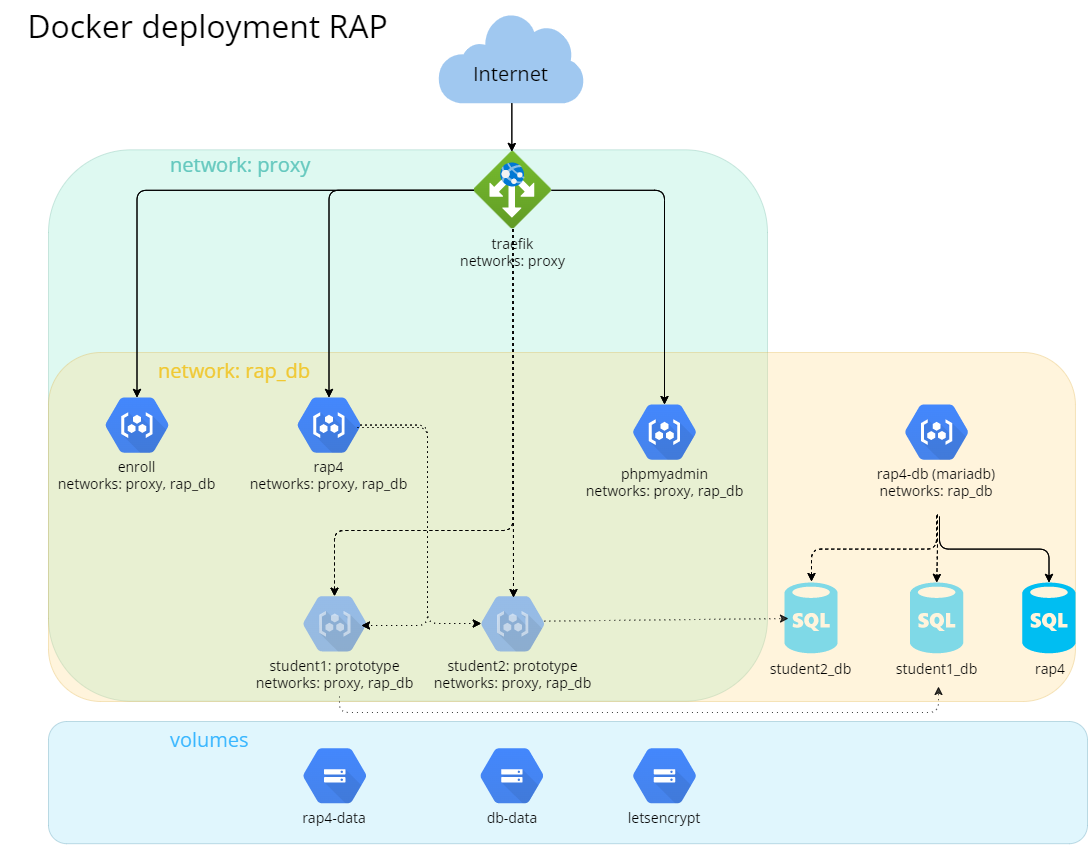 Docker deployment RAP
Internet
network: proxy
traefik
networks: proxy
network: rap_db
enroll
networks: proxy, rap_db
rap4
networks: proxy, rap_db
phpmyadmin
networks: proxy, rap_db
rap4-db (mariadb)
networks: rap_db
student1: prototype
networks: proxy, rap_db
student2: prototype
networks: proxy, rap_db
SQL
student2_db
SQL
student1_db
SQL
rap4
volumes
rap4-data
db-data
letsencrypt